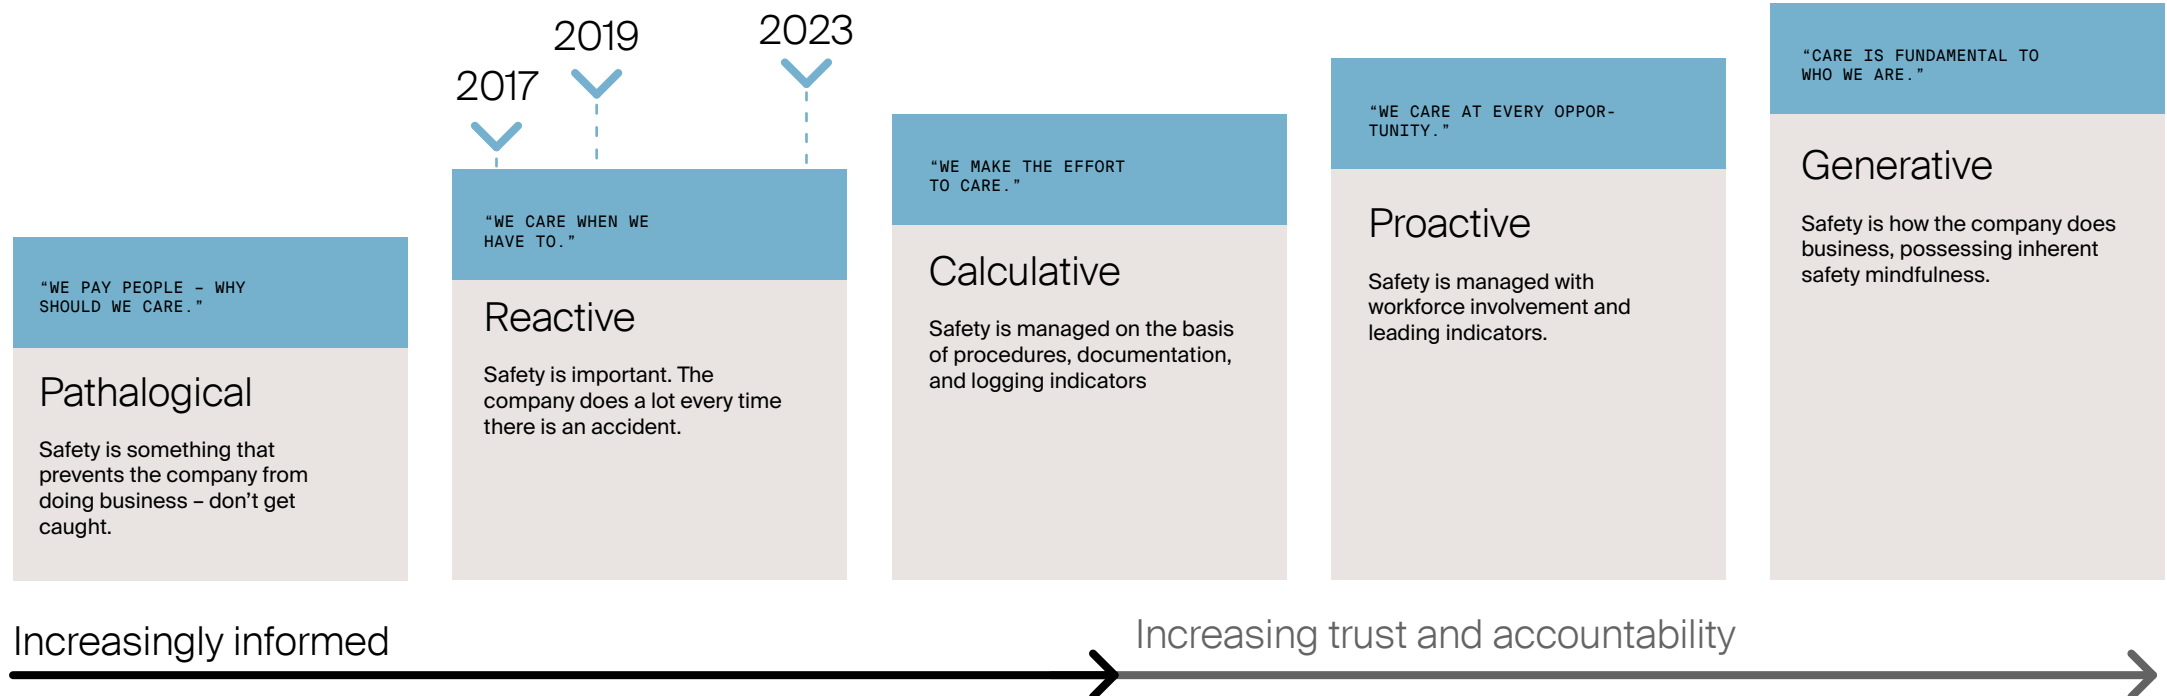 2017
2019
2023
“WE PAY PEOPLE – WHY
SHOULD WE CARE.”
Pathalogical
Safety is something that
prevents the company from
doing business – don’t get
caught.
“WE CARE WHEN WE
HAVE TO.”
Reactive
Safety is important. The
company does a lot every time
there is an accident.
“WE MAKE THE EFFORT
TO CARE.”
Calculative
Safety is managed on the basis
of procedures, documentation,
and logging indicators
“WE CARE AT EVERY OPPOR-
TUNITY.”
Proactive
Safety is managed with
workforce involvement and
leading indicators.
“CARE IS FUNDAMENTAL TO
WHO WE ARE.”
Generative
Safety is how the company does
business, possessing inherent
safety mindfulness.
Increasingly informed
Increasing trust and accountability